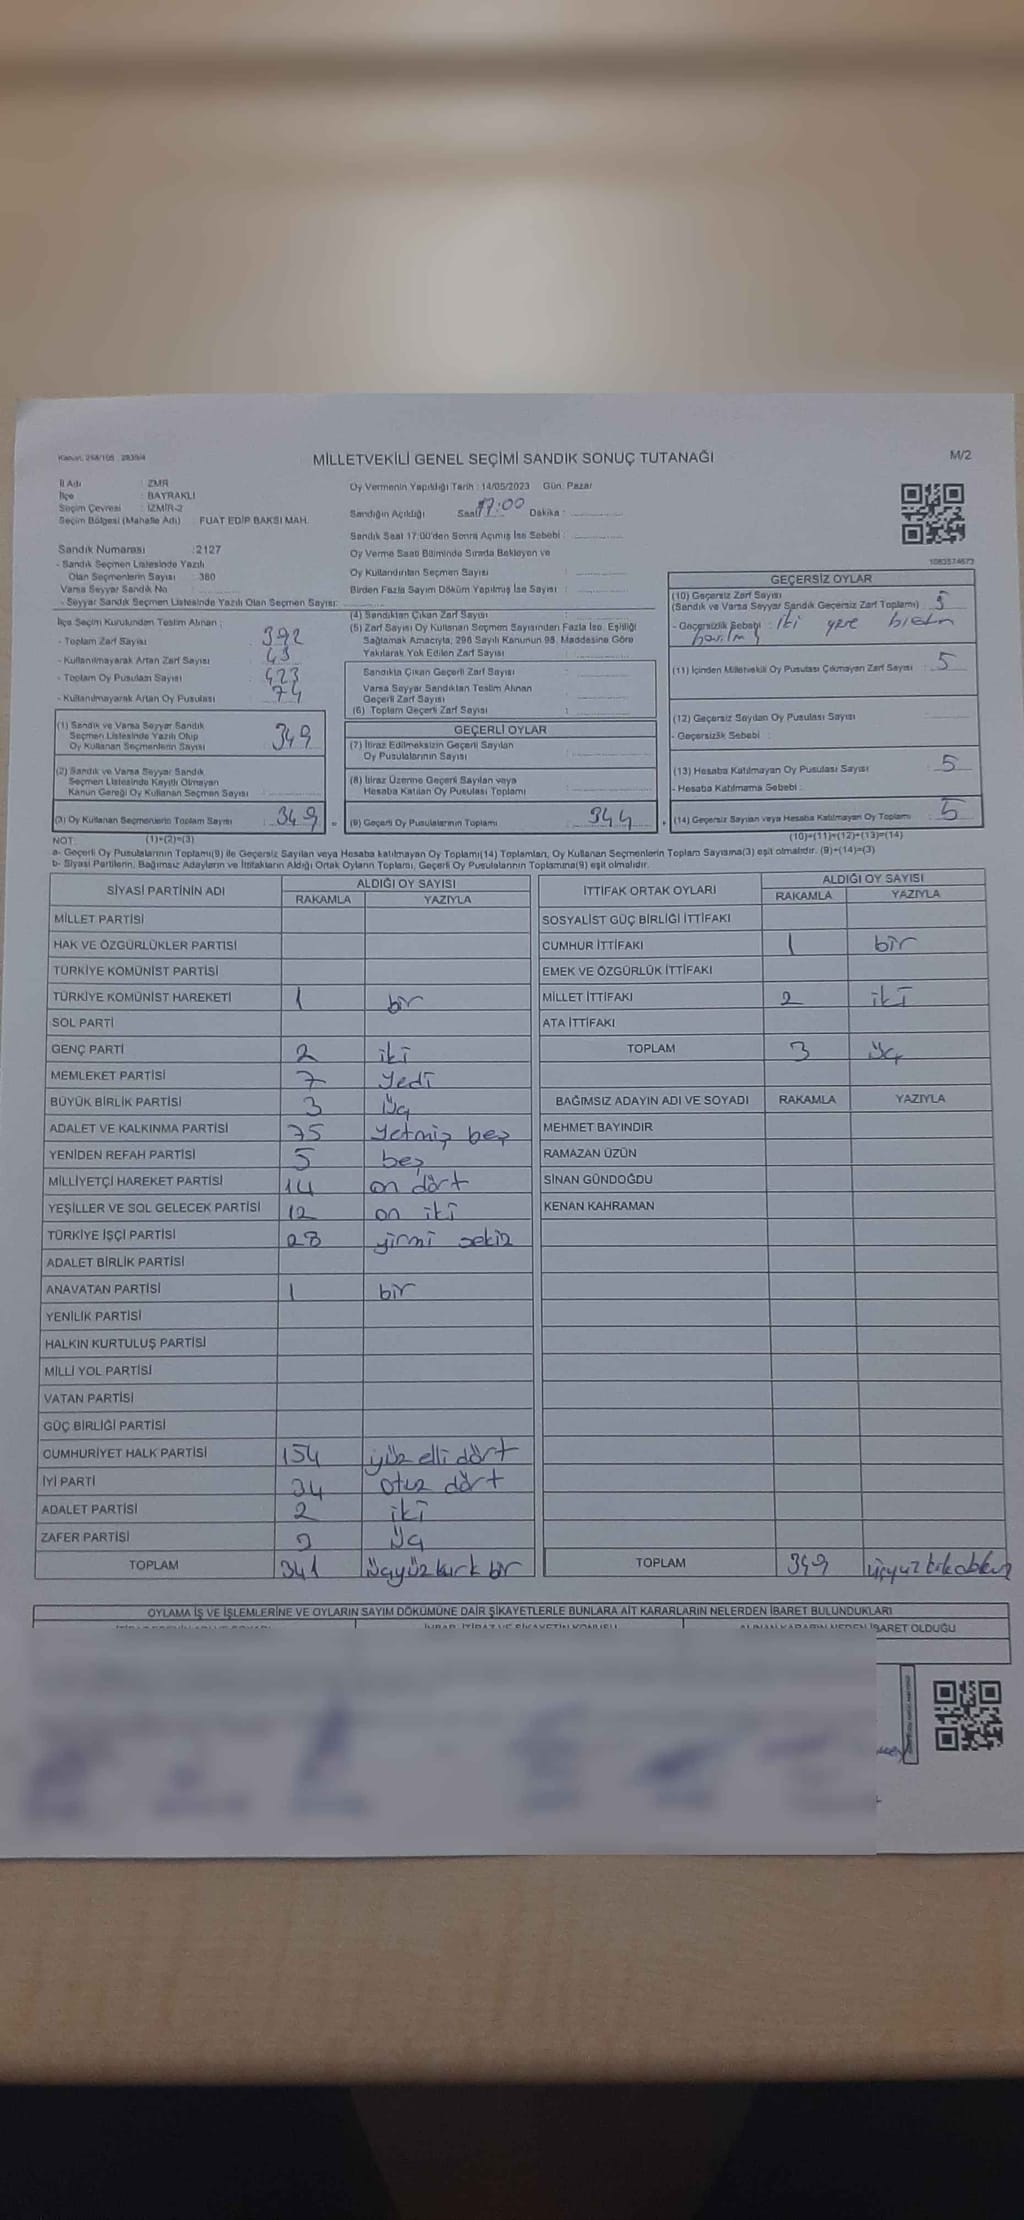 Kanun: 298/105 - 2839/4
MİLLETVEKİLİ GENEL SEÇİMİ SANDIK SONUÇ TUTANAĞI
M/2
İl Adı : İZMİR
İlçe : BAYRAKLI
Seçim Çevresi : İZMİR-2
Seçim Bölgesi (Mahalle Adı) : FUAT EDİP BAKSI MAH.
Oy Vermenin Yapıldığı Tarih : 14/05/2023 Gün: Pazar
Sandığın Açıldığı Saat 17:00 Dakika :
Sandık Saat 17:00'den Sonra Açılmış İse Sebebi :
Oy Verme Saati Bitiminde Sırada Bekleyen ve
Oy Kullandırılan Seçmen Sayısı :
Birden Fazla Sayım Döküm Yapılmış İse Sayısı :
Sandık Numarası : 2127
- Sandık Seçmen Listesinde Yazılı
Olan Seçmenlerin Sayısı : 380
Varsa Seyyar Sandık No :
- Seyyar Sandık Seçmen Listesinde Yazılı Olan Seçmen Sayısı:
İlçe Seçim Kurulundan Teslim Alınan ;
- Toplam Zarf Sayısı 392
- Kullanılmayarak Artan Zarf Sayısı 43
- Toplam Oy Pusulası Sayısı 423
- Kullanılmayarak Artan Oy Pusulası 74
(1) Sandık ve Varsa Seyyar Sandık
Seçmen Listesinde Yazılı Olup
Oy Kullanan Seçmenlerin Sayısı 349
(2) Sandık ve Varsa Seyyar Sandık
Seçmen Listesinde Kayıtlı Olmayan
Kanun Gereği Oy Kullanan Seçmen Sayısı :
(3) Oy Kullanan Seçmenlerin Toplam Sayısı : 349 =
(1)+(2)=(3)
(4) Sandıktan Çıkan Zarf Sayısı :
(5) Zarf Sayısı Oy Kullanan Seçmen Sayısından Fazla İse, Eşitliği
Sağlamak Amacıyla, 298 Sayılı Kanunun 98. Maddesine Göre
Yakılarak Yok Edilen Zarf Sayısı :
Sandıkta Çıkan Geçerli Zarf Sayısı :
Varsa Seyyar Sandıktan Teslim Alınan
Geçerli Zarf Sayısı :
(6) Toplam Geçerli Zarf Sayısı :
GEÇERLİ OYLAR
(7) İtiraz Edilmeksizin Geçerli Sayılan
Oy Pusulalarının Sayısı :
(8) İtiraz Üzerine Geçerli Sayılan veya
Hesaba Katılan Oy Pusulaları Toplamı :
(9) Geçerli Oy Pusulalarının Toplamı : 344 +
1083574673
GEÇERSİZ OYLAR
(10) Geçersiz Zarf Sayısı
(Sandık ve Varsa Seyyar Sandık Geçersiz Zarf Toplamı) : 5
- Geçersizlik Sebebi : iki yere birden
basılmış
(11) İçinden Milletvekili Oy Pusulası Çıkmayan Zarf Sayısı : 5
(12) Geçersiz Sayılan Oy Pusulası Sayısı :
- Geçersizlik Sebebi :
(13) Hesaba Katılmayan Oy Pusulası Sayısı : 5
- Hesaba Katılmama Sebebi :
(14) Geçersiz Sayılan veya Hesaba Katılmayan Oy Toplamı : 5
(10)+(11)+(12)+(13)=(14)
NOT:
a- Geçerli Oy Pusulalarının Toplamı(9) ile Geçersiz Sayılan veya Hesaba katılmayan Oy Toplamı(14) Toplamları, Oy Kullanan Seçmenlerin Toplam Sayısına(3) eşit olmalıdır. (9)+(14)=(3)
b- Siyasi Partilerin, Bağımsız Adayların ve İttifakların Aldığı Ortak Oyların Toplamı, Geçerli Oy Pusulalarının Toplamına(9) eşit olmalıdır.
SİYASİ PARTİNİN ADI
ALDIĞI OY SAYISI
RAKAMLA YAZIYLA
MİLLET PARTİSİ
HAK VE ÖZGÜRLÜKLER PARTİSİ
TÜRKİYE KOMÜNİST PARTİSİ
TÜRKİYE KOMÜNİST HAREKETİ 1 bir
SOL PARTİ
GENÇ PARTİ 2 iki
MEMLEKET PARTİSİ 7 yedi
BÜYÜK BİRLİK PARTİSİ 3 üç
ADALET VE KALKINMA PARTİSİ 75 yetmiş beş
YENİDEN REFAH PARTİSİ 5 beş
MİLLİYETÇİ HAREKET PARTİSİ 14 on dört
YEŞİLLER VE SOL GELECEK PARTİSİ 12 on iki
TÜRKİYE İŞÇİ PARTİSİ 28 yirmi sekiz
ADALET BİRLİK PARTİSİ
ANAVATAN PARTİSİ 1 bir
YENİLİK PARTİSİ
HALKIN KURTULUŞ PARTİSİ
MİLLİ YOL PARTİSİ
VATAN PARTİSİ
GÜÇ BİRLİĞİ PARTİSİ
CUMHURİYET HALK PARTİSİ 154 yüz elli dört
İYİ PARTİ 34 otuz dört
ADALET PARTİSİ 2 iki
ZAFER PARTİSİ 3 üç
TOPLAM 341 üçyüz kırk bir
İTTİFAK ORTAK OYLARI
ALDIĞI OY SAYISI
RAKAMLA YAZIYLA
SOSYALİST GÜÇ BİRLİĞİ İTTİFAKI
CUMHUR İTTİFAKI 1 bir
EMEK VE ÖZGÜRLÜK İTTİFAKI
MİLLET İTTİFAKI 2 iki
ATA İTTİFAKI
TOPLAM 3 üç
BAĞIMSIZ ADAYIN ADI VE SOYADI RAKAMLA YAZIYLA
MEHMET BAYINDIR
RAMAZAN ÜZÜN
SİNAN GÜNDOĞDU
KENAN KAHRAMAN
TOPLAM 349
OYLAMA İŞ VE İŞLEMLERİNE VE OYLARIN SAYIM DÖKÜMÜNE DAİR ŞİKAYETLERLE BUNLARA AİT KARARLARIN NELERDEN İBARET BULUNDUKLARI
İHBAR, İTİRAZ VE ŞİKAYETİN KONUSU
ALINAN KARARIN NEDEN İBARET OLDUĞU